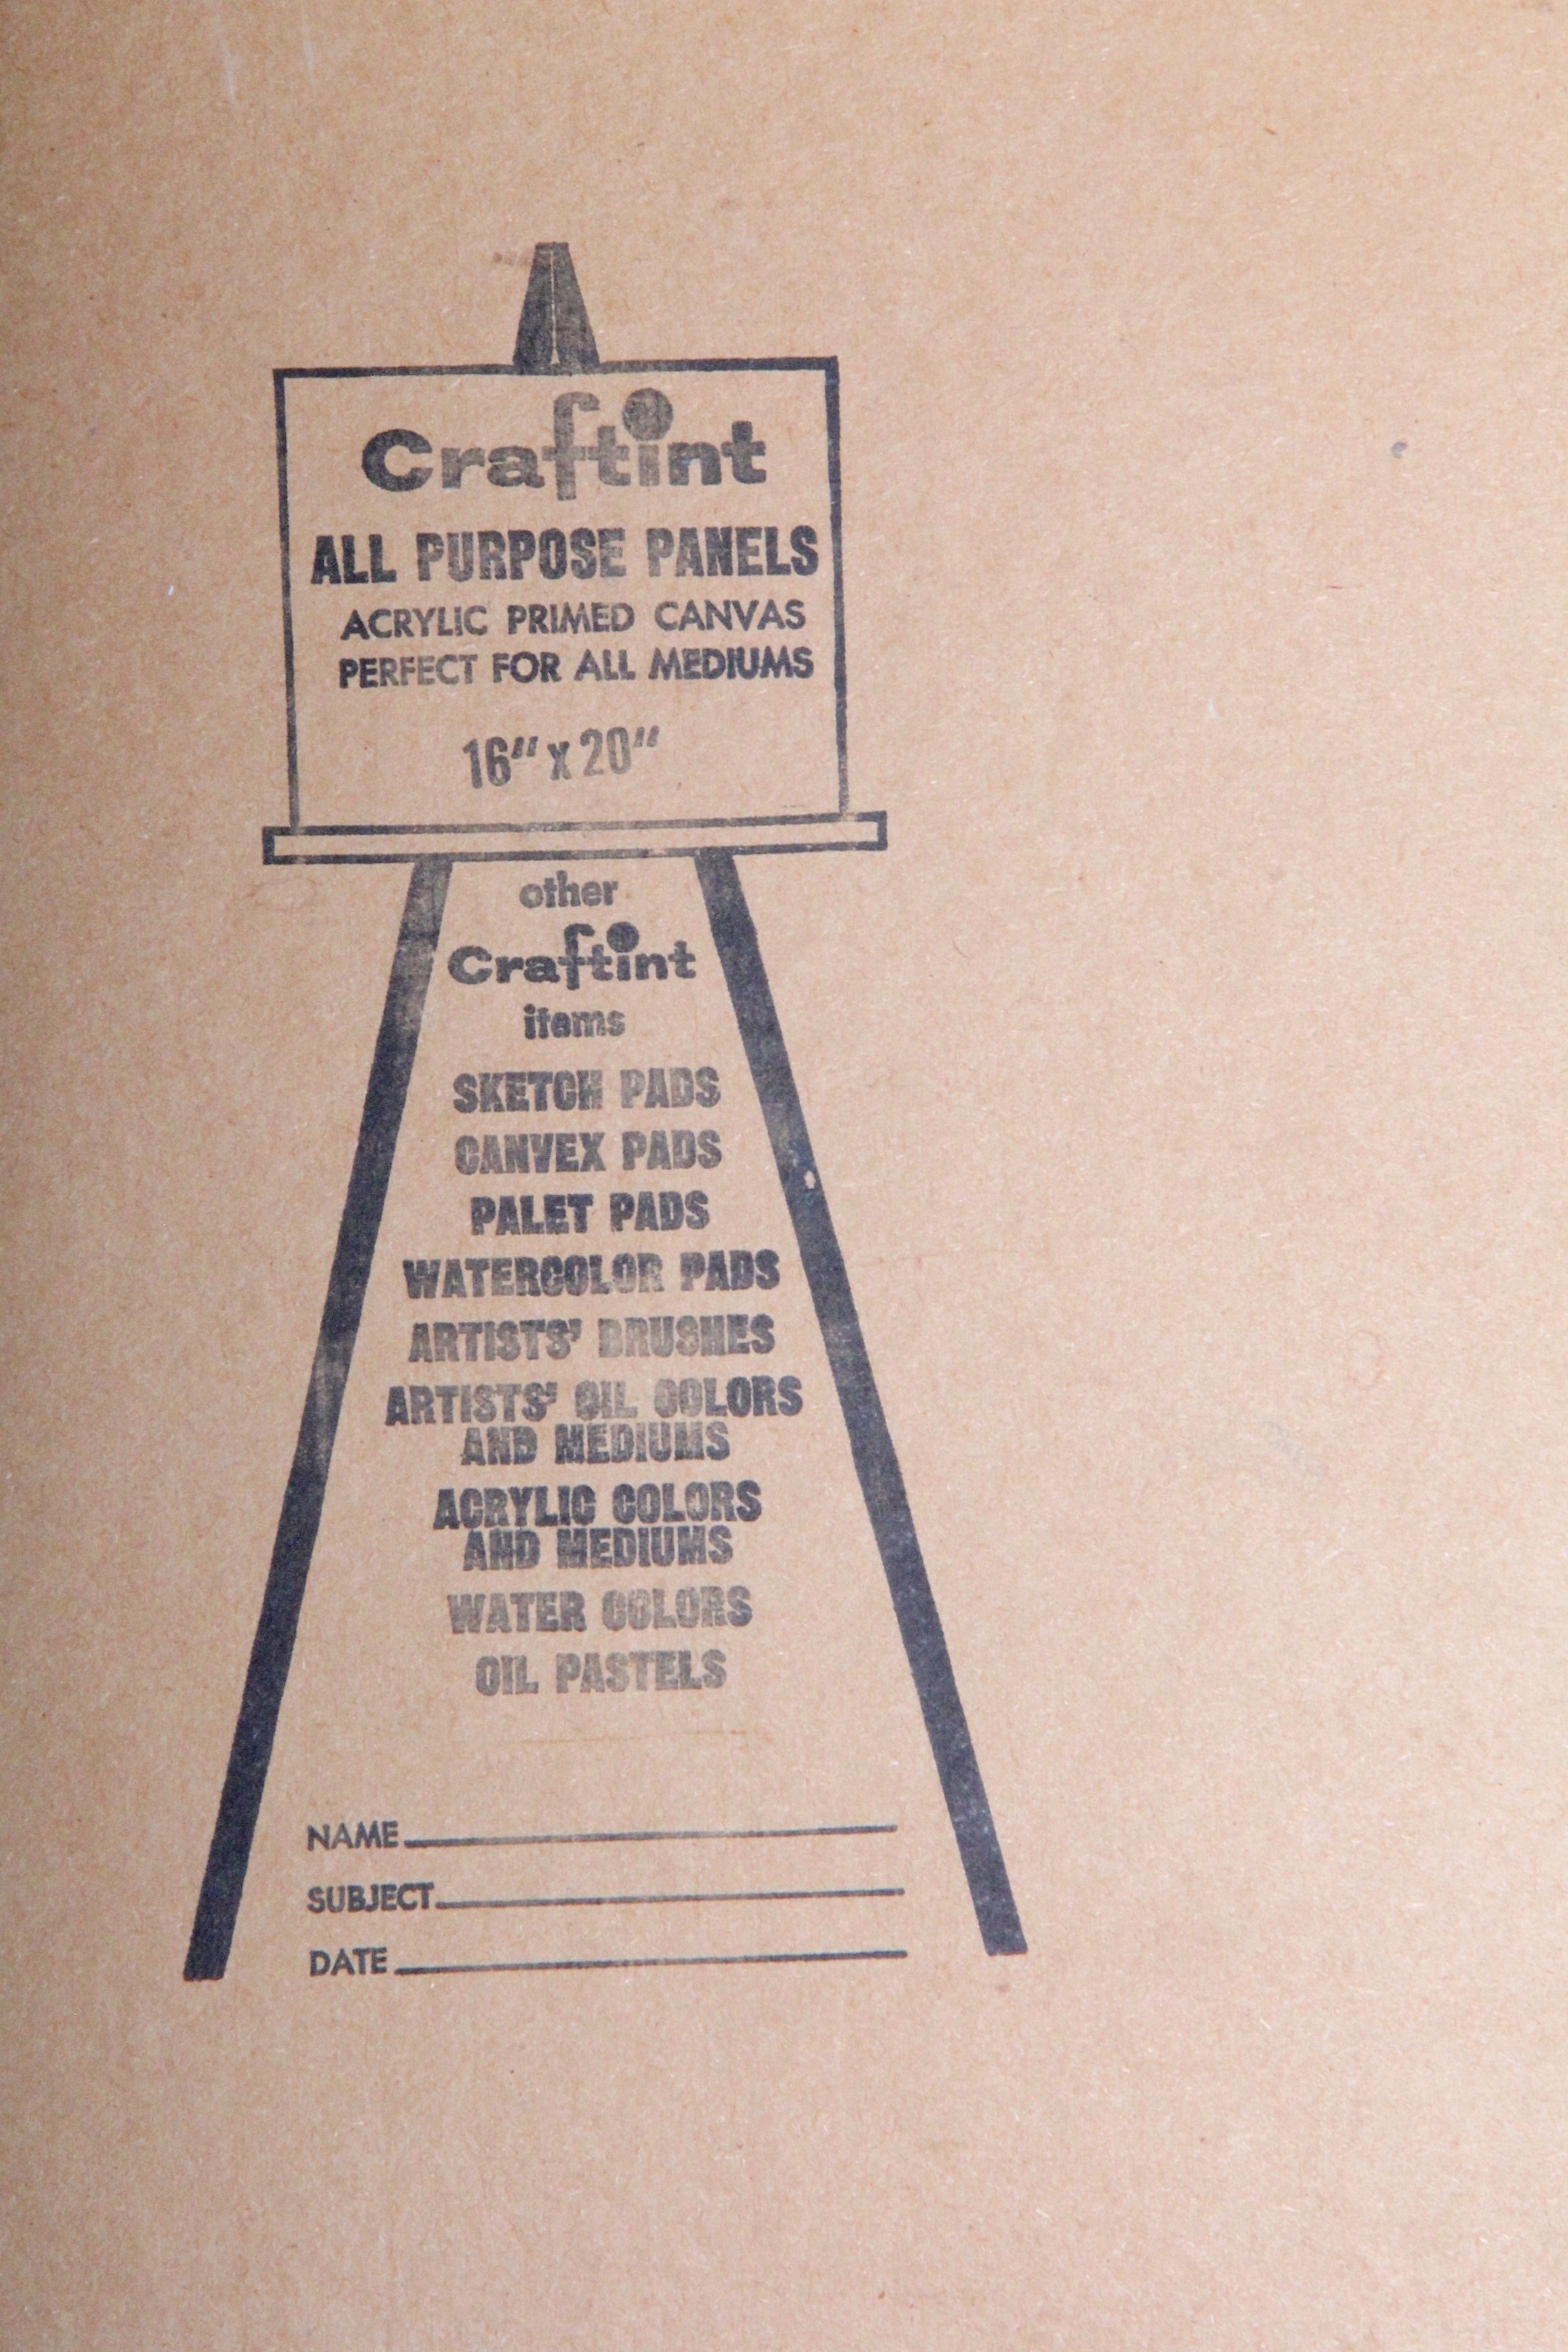 Craftint
ALL PURPOSE PANELS
ACRYLIC PRIMED CANVAS
PERFECT FOR ALL MEDIUMS
16" x 20"
other
Craftint
items
SKETCH PADS
CANVEX PADS
PALET PADS
WATERCOLOR PADS
ARTISTS' BRUSHES
ARTISTS' OIL COLORS
AND MEDIUMS
ACRYLIC COLORS
AND MEDIUMS
WATER COLORS
OIL PASTELS
NAME
SUBJECT
DATE